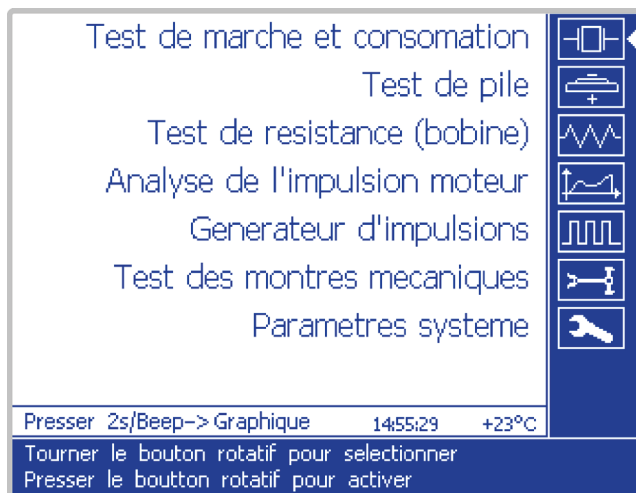 Test de marche et consomation
Test de pile
Test de resistance (bobine)
Analyse de l'impulsion moteur
Generateur d'impulsions
Test des montres mecaniques
Parametres systeme
Presser 2s/Beep-> Graphique 14:55:29 +23°C
Tourner le bouton rotatif pour selectionner
Presser le boutton rotatif pour activer